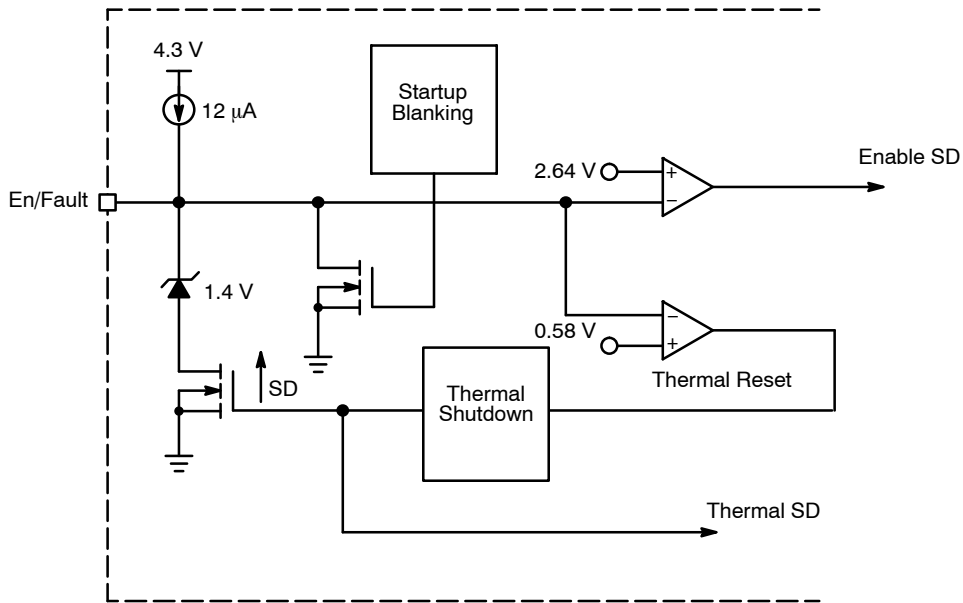 4.3 V
12 μA
Startup
Blanking
2.64 V
+
−
Enable SD
En/Fault
1.4 V
0.58 V
−
+
Thermal Reset
SD
Thermal
Shutdown
Thermal SD